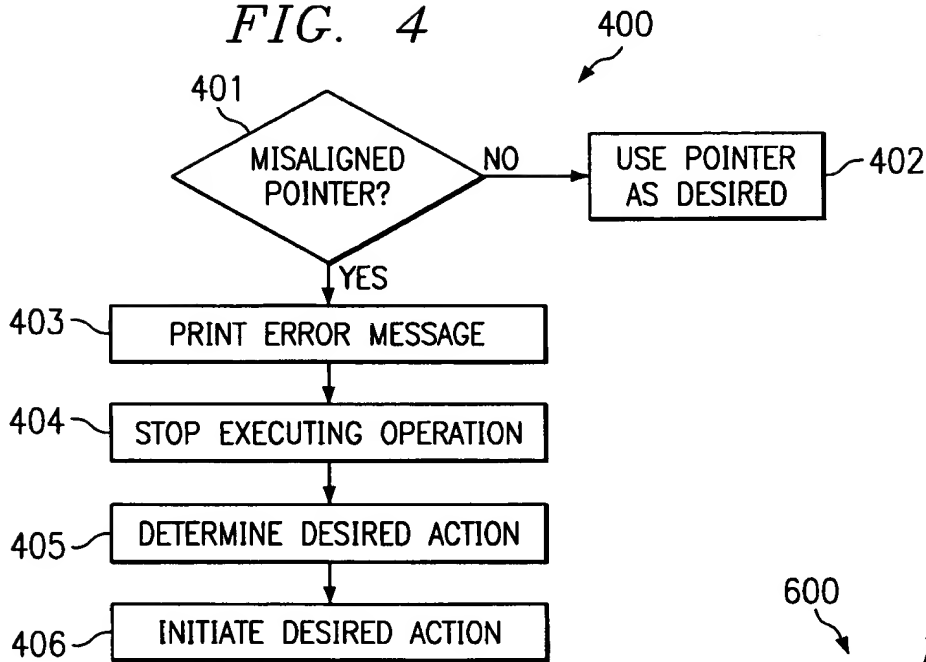 FIG. 4
400
401
MISALIGNED
POINTER?
NO
USE POINTER
AS DESIRED
402
YES
403
PRINT ERROR MESSAGE
404
STOP EXECUTING OPERATION
405
DETERMINE DESIRED ACTION
600
406
INITIATE DESIRED ACTION